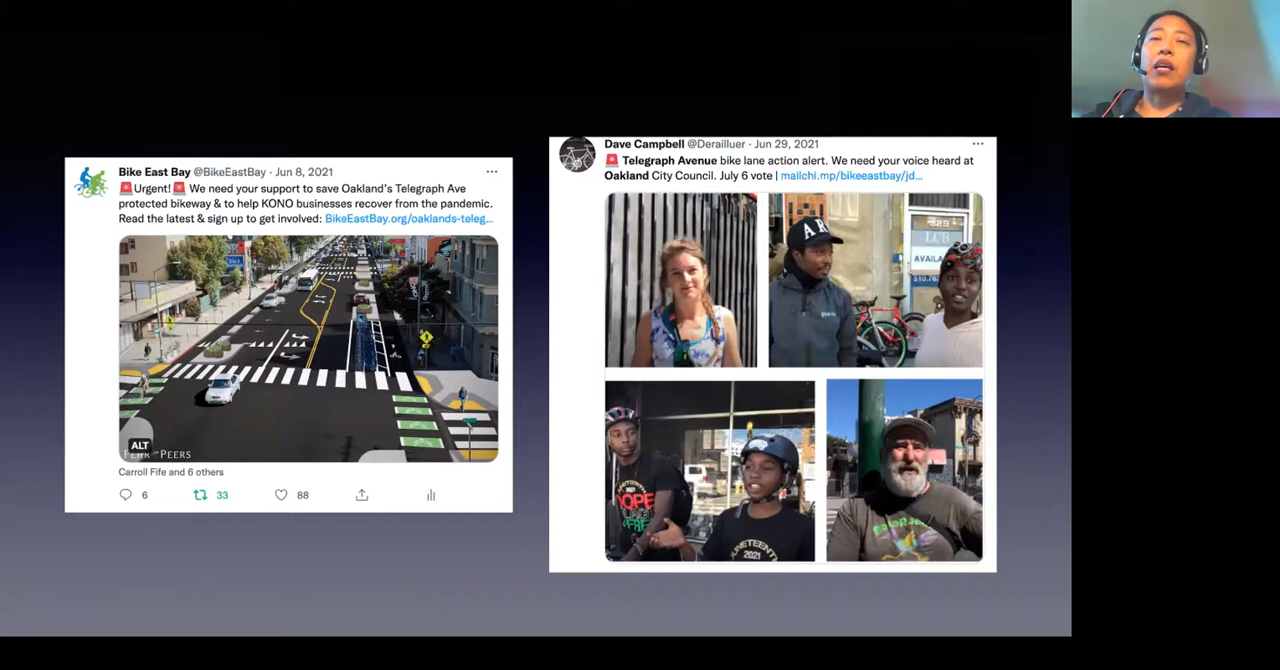 Bike East Bay @BikeEastBay · Jun 8, 2021
🚨Urgent!🚨 We need your support to save Oakland's Telegraph Ave
protected bikeway & to help KONO businesses recover from the pandemic.
Read the latest & sign up to get involved: BikeEastBay.org/oaklands-teleg...
ALT
FEHR PEERS
Carroll Fife and 6 others
6 33 88
Dave Campbell @Derailluer · Jun 29, 2021
🚨 Telegraph Avenue bike lane action alert. We need your voice heard at
Oakland City Council. July 6 vote | mailchi.mp/bikeeastbay/jd...
329
LCB
AVAILA
JUNETEENTH
2021